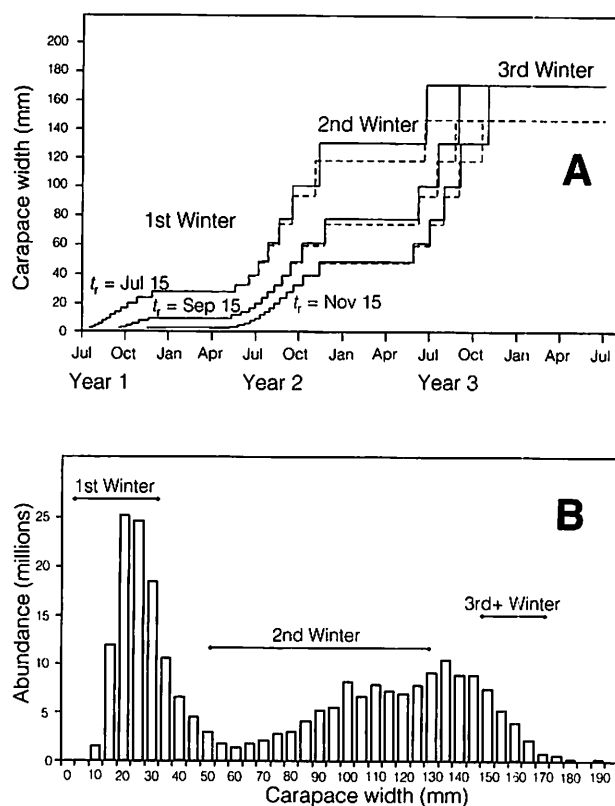 Carapace width (mm)
200
180
160
140
120
100
80
60
40
20
0
3rd Winter
2nd Winter
1st Winter
A
tr = Jul 15
tr = Sep 15
tr = Nov 15
Jul Oct Jan Apr Jul Oct Jan Apr Jul Oct Jan Apr Jul
Year 1 Year 2 Year 3
Abundance (millions)
25
20
15
10
5
0
1st Winter
B
3rd+ Winter
2nd Winter
0 10 20 30 40 50 60 70 80 90 100 110 120 130 140 150 160 170 180 190
Carapace width (mm)